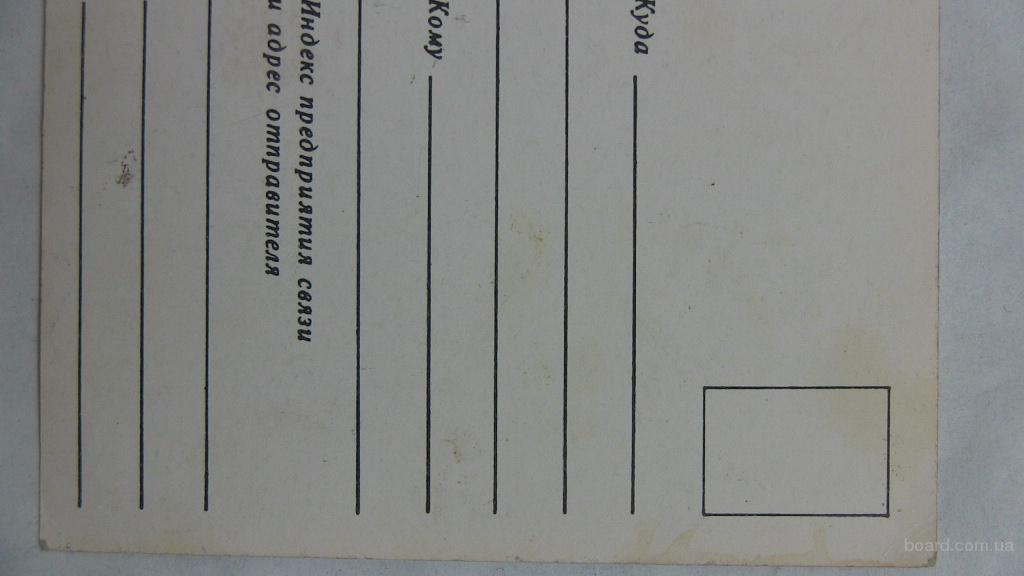 Куда
Кому
Индекс предприятия связи
и адрес отправителя
board.com.ua